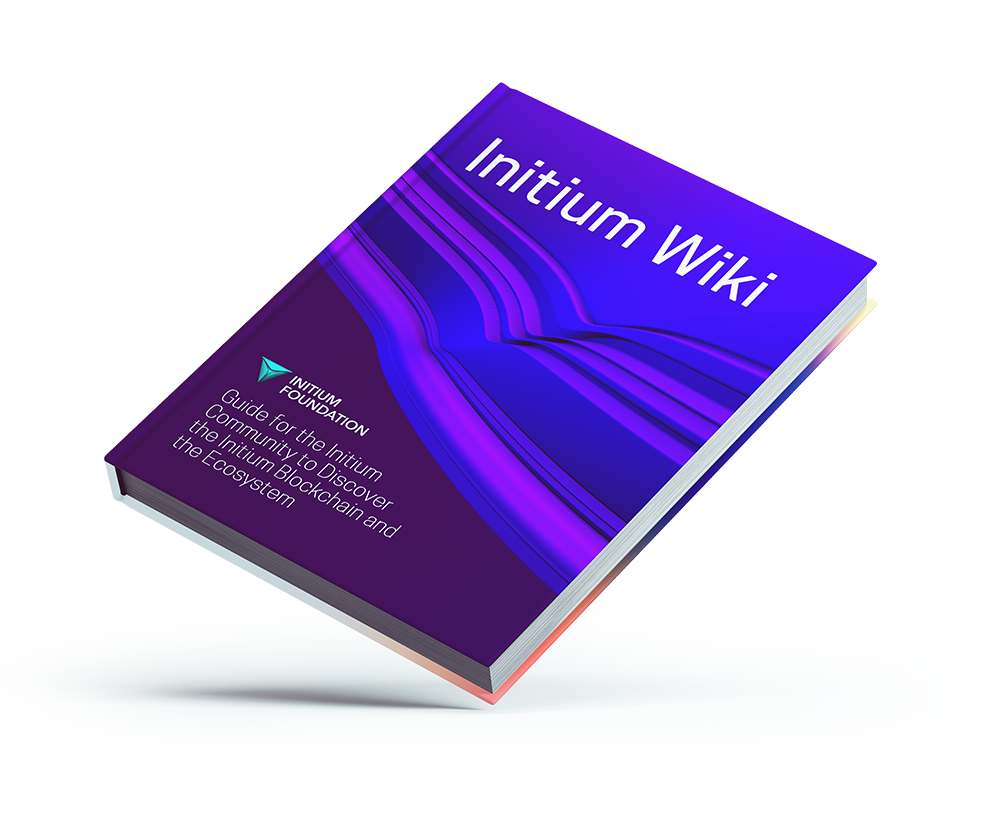 Initium Wiki
INITIUM
FOUNDATION
Guide for the Initium
Community to Discover
the Initium Blockchain and
the Ecosystem